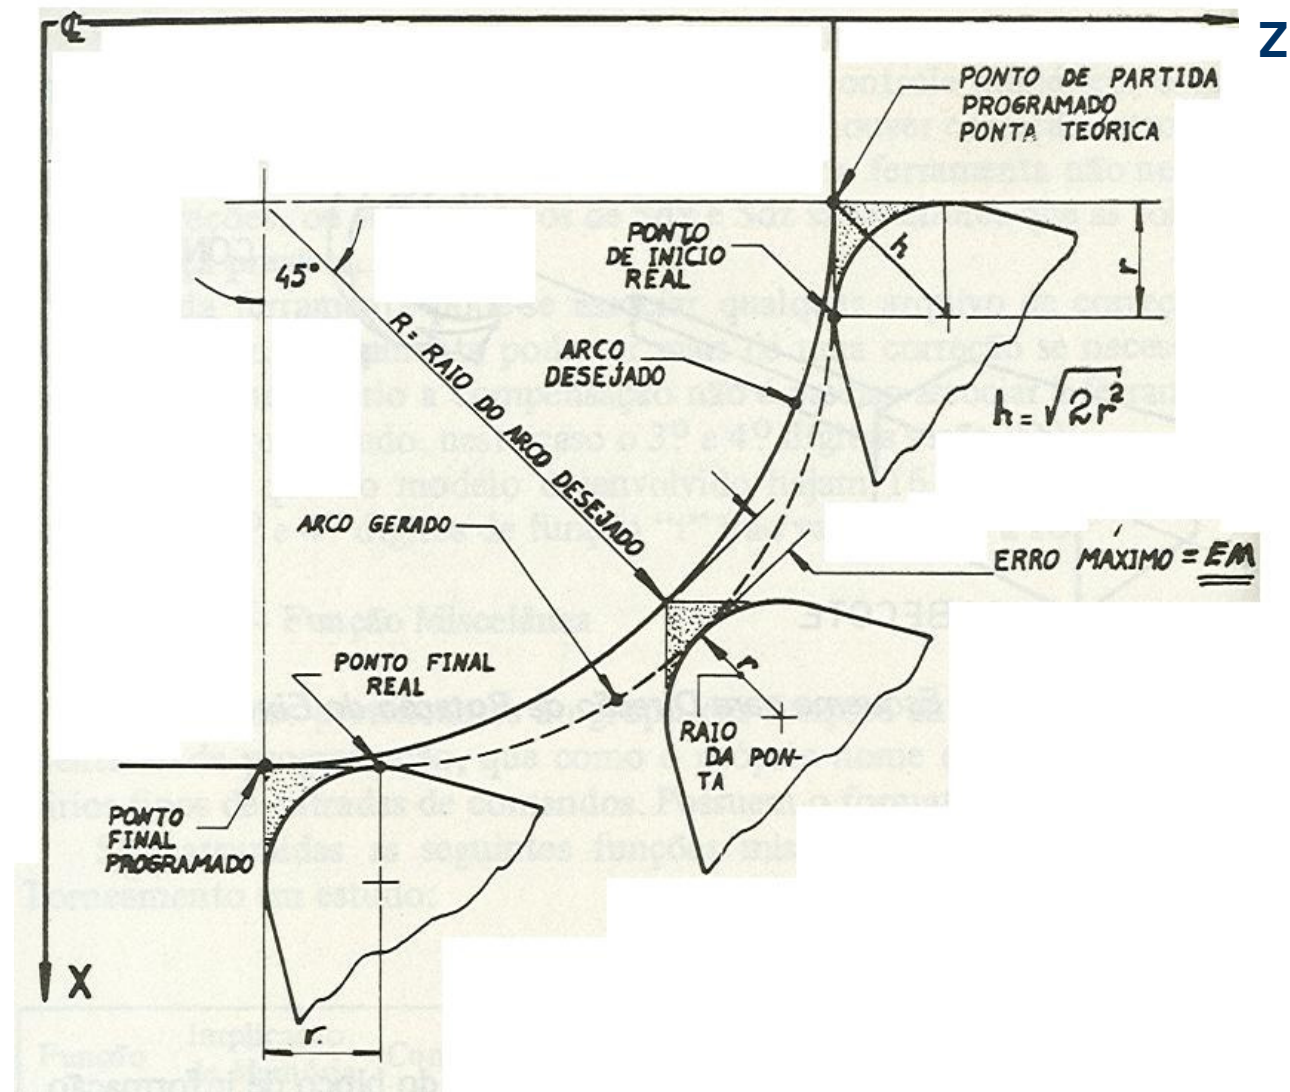 ℄
Z
PONTO DE PARTIDA
PROGRAMADO
PONTA TEÓRICA
PONTO
DE INÍCIO
REAL
h
r
45°
R= RAIO DO ARCO DESEJADO
ARCO
DESEJADO
h = √2r²
ARCO GERADO
ERRO MÁXIMO = EM
PONTO FINAL
REAL
r
RAIO
DA PON-
TA
PONTO
FINAL
PROGRAMADO
X
r